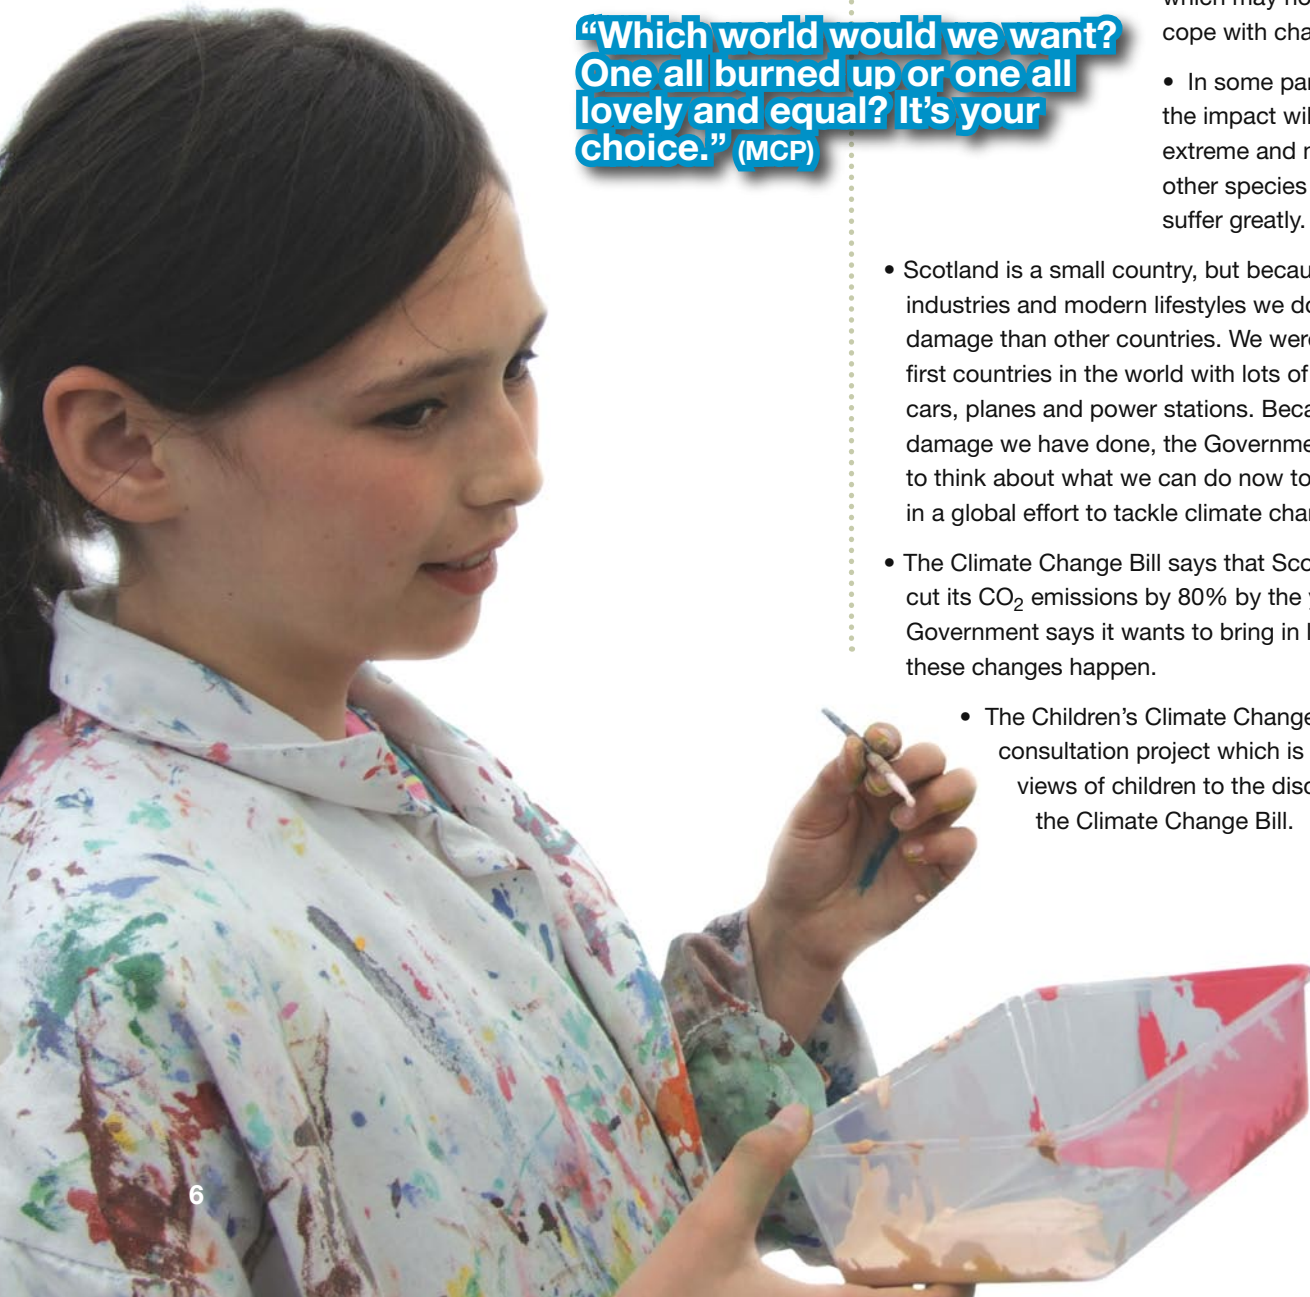 “Which world would we want?
One all burned up or one all
lovely and equal? It’s your
choice.” (MCP)
which may no
cope with cha
• In some par
the impact wil
extreme and m
other species
suffer greatly.
• Scotland is a small country, but becau
industries and modern lifestyles we do
damage than other countries. We were
first countries in the world with lots of
cars, planes and power stations. Beca
damage we have done, the Governme
to think about what we can do now to
in a global effort to tackle climate chan
• The Climate Change Bill says that Sco
cut its CO₂ emissions by 80% by the y
Government says it wants to bring in l
these changes happen.
• The Children’s Climate Change
consultation project which is
views of children to the disc
the Climate Change Bill.
6